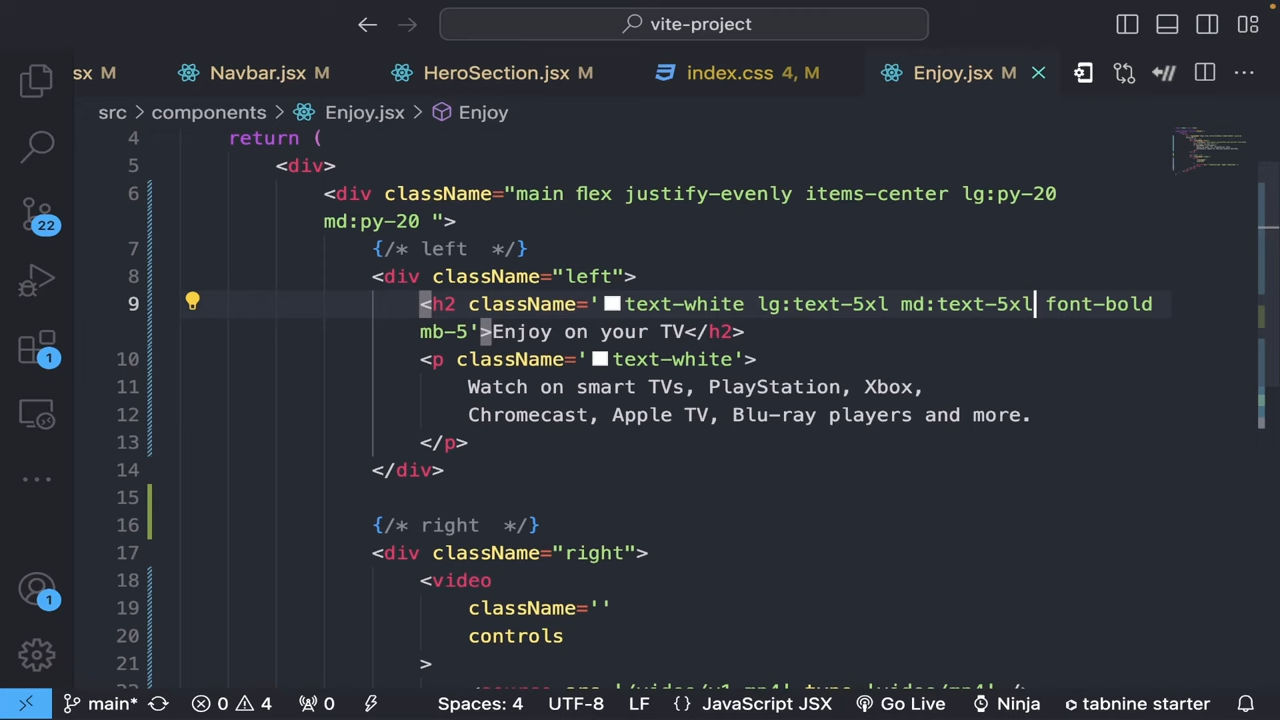 vite-project
sx M
Navbar.jsx M
HeroSection.jsx M
index.css 4, M
Enjoy.jsx M
src > components > Enjoy.jsx > Enjoy
4 return (
5 <div>
6 <div className="main flex justify-evenly items-center lg:py-20
md:py-20 ">
7 {/* left  */}
8 <div className="left">
9 <h2 className='text-white lg:text-5xl md:text-5xl font-bold
mb-5'>Enjoy on your TV</h2>
10 <p className='text-white'>
11 Watch on smart TVs, PlayStation, Xbox,
12 Chromecast, Apple TV, Blu-ray players and more.
13 </p>
14 </div>
15
16 {/* right  */}
17 <div className="right">
18 <video
19 className=''
20 controls
21 >
22
1
1
main* 0 4 0 Spaces: 4 UTF-8 LF {} JavaScript JSX Go Live Ninja tabnine starter